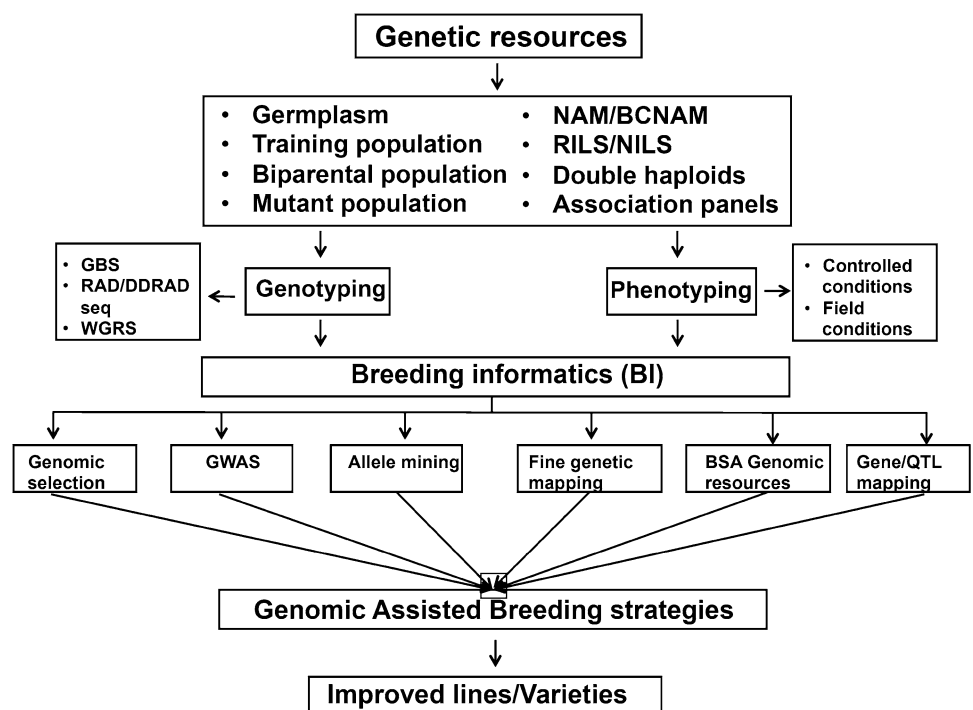 Genetic resources
• Germplasm
• Training population
• Biparental population
• Mutant population
• NAM/BCNAM
• RILS/NILS
• Double haploids
• Association panels
• GBS
• RAD/DDRAD
seq
• WGRS
Genotyping
Phenotyping
• Controlled
conditions
• Field
conditions
Breeding informatics (BI)
Genomic
selection
GWAS
Allele mining
Fine genetic
mapping
BSA Genomic
resources
Gene/QTL
mapping
Genomic Assisted Breeding strategies
Improved lines/Varieties